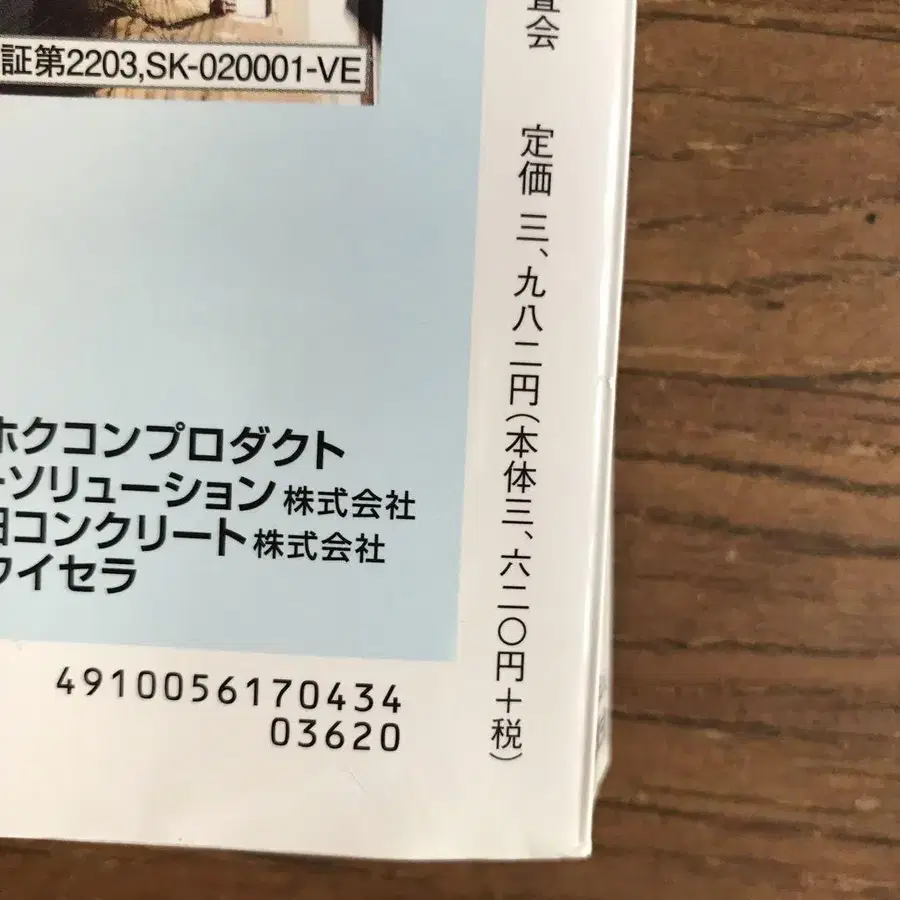 証第2203,SK-020001-VE
査会 定価 三、九八二円(本体三、六二〇円+税)
ホクコンプロダクト
ーソリューション株式会社
コンクリート株式会社
ワイセラ
4910056170434
03620